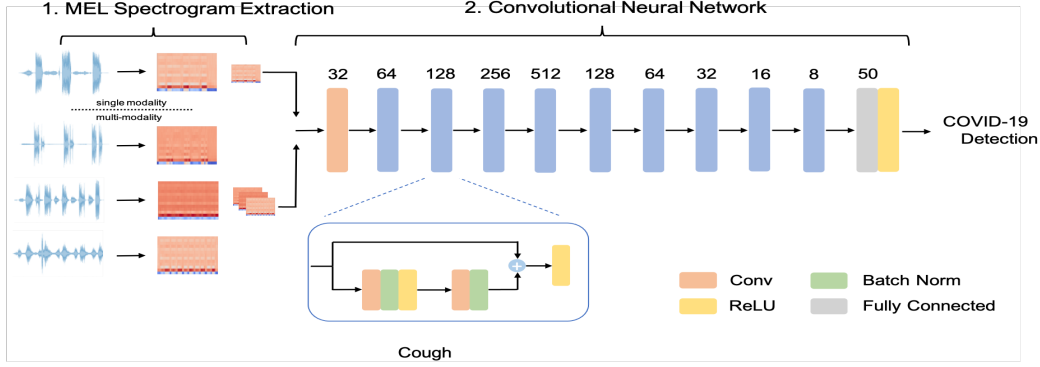 1. MEL Spectrogram Extraction
2. Convolutional Neural Network
single modality
multi-modality
32 64 128 256 512 128 64 32 16 8 50
COVID-19
Detection
Conv
Batch Norm
ReLU
Fully Connected
Cough